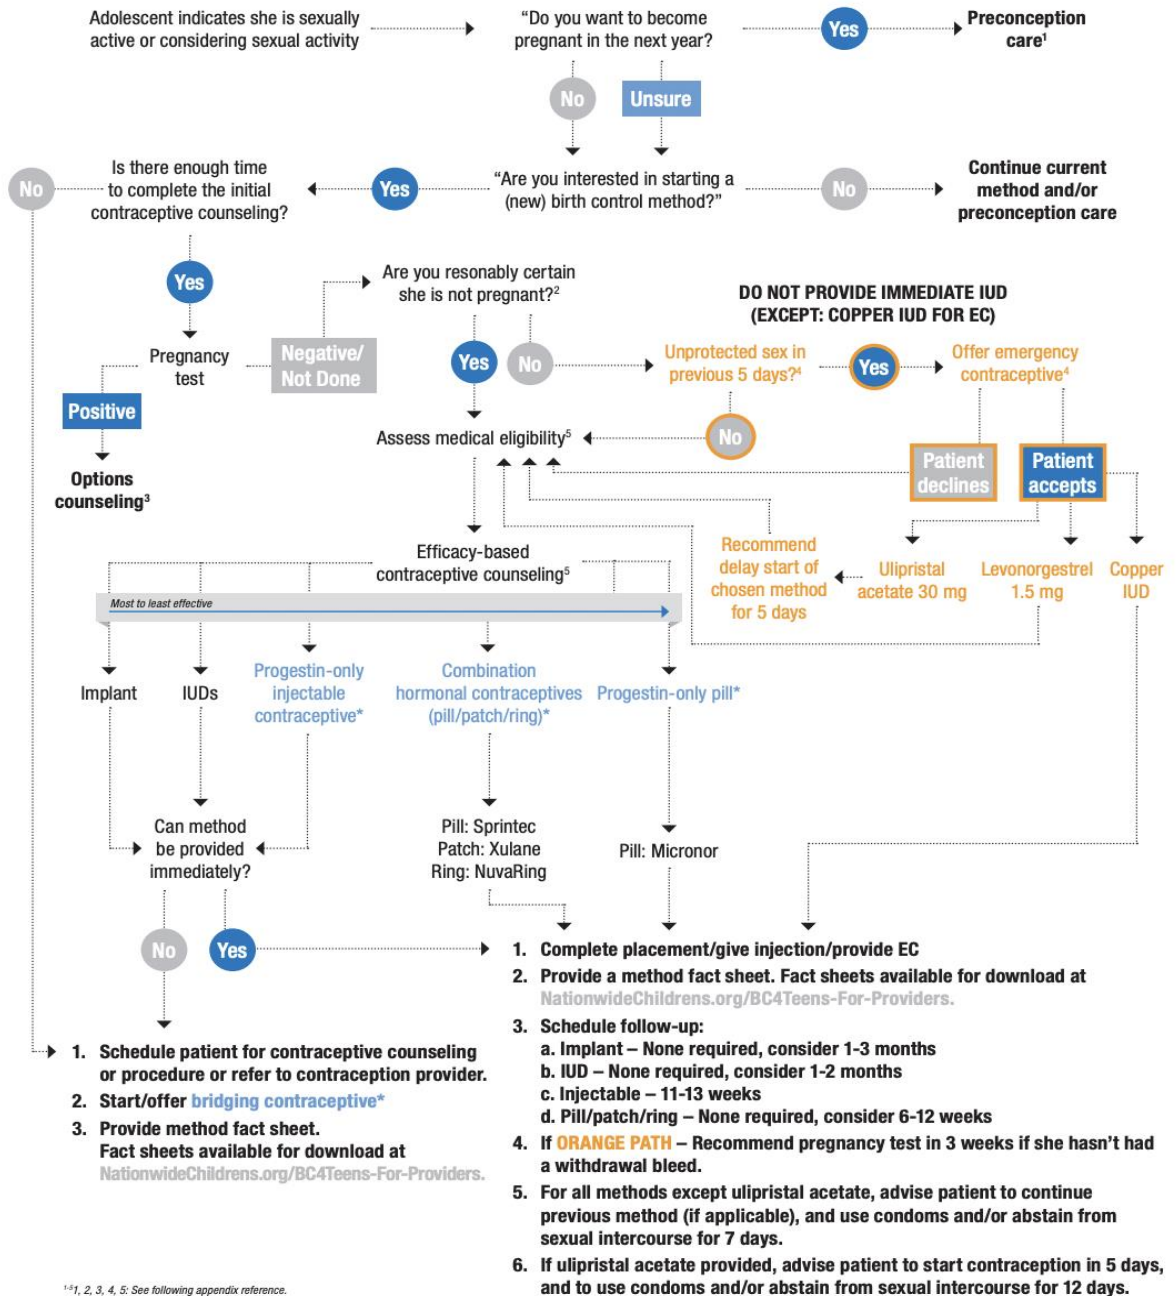 Adolescent indicates she is sexually
active or considering sexual activity
“Do you want to become
pregnant in the next year?
Yes
Preconception
care¹
No
Unsure
No
Is there enough time
to complete the initial
contraceptive counseling?
Yes
“Are you interested in starting a
(new) birth control method?”
No
Continue current
method and/or
preconception care
Yes
Are you resonably certain
she is not pregnant?²
DO NOT PROVIDE IMMEDIATE IUD
(EXCEPT: COPPER IUD FOR EC)
Pregnancy
test
Negative/
Not Done
Yes
No
Unprotected sex in
previous 5 days?⁴
Yes
Offer emergency
contraceptive⁴
Positive
Assess medical eligibility⁵
No
Patient
declines
Patient
accepts
Options
counseling³
Efficacy-based
contraceptive counseling⁵
Recommend
delay start of
chosen method
for 5 days
Ulipristal
acetate 30 mg
Levonorgestrel
1.5 mg
Copper
IUD
Most to least effective
Implant
IUDs
Progestin-only
injectable
contraceptive*
Combination
hormonal contraceptives
(pill/patch/ring)*
Progestin-only pill*
Can method
be provided
immediately?
Pill: Sprintec
Patch: Xulane
Ring: NuvaRing
Pill: Micronor
No
Yes
1. Schedule patient for contraceptive counseling
or procedure or refer to contraception provider.
2. Start/offer bridging contraceptive*
3. Provide method fact sheet.
Fact sheets available for download at
NationwideChildrens.org/BC4Teens-For-Providers.
1. Complete placement/give injection/provide EC
2. Provide a method fact sheet. Fact sheets available for download at
NationwideChildrens.org/BC4Teens-For-Providers.
3. Schedule follow-up:
a. Implant – None required, consider 1-3 months
b. IUD – None required, consider 1-2 months
c. Injectable – 11-13 weeks
d. Pill/patch/ring – None required, consider 6-12 weeks
4. If ORANGE PATH – Recommend pregnancy test in 3 weeks if she hasn’t had
a withdrawal bleed.
5. For all methods except ulipristal acetate, advise patient to continue
previous method (if applicable), and use condoms and/or abstain from
sexual intercourse for 7 days.
6. If ulipristal acetate provided, advise patient to start contraception in 5 days,
and to use condoms and/or abstain from sexual intercourse for 12 days.
¹⁻⁵1, 2, 3, 4, 5: See following appendix reference.